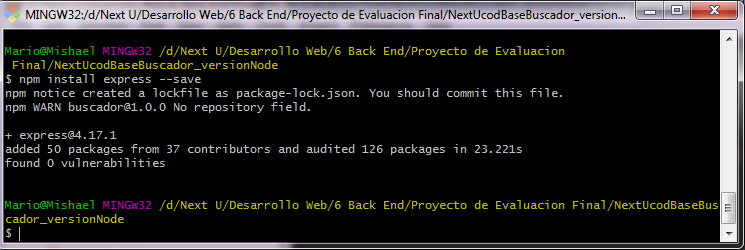 MINGW32:/d/Next U/Desarrollo Web/6 Back End/Proyecto de Evaluacion Final/NextUcodBaseBuscador_version...
Mario@Mishael MINGW32 /d/Next U/Desarrollo Web/6 Back End/Proyecto de Evaluacion
Final/NextUcodBaseBuscador_versionNode
$ npm install express --save
npm notice created a lockfile as package-lock.json. You should commit this file.
npm WARN buscador@1.0.0 No repository field.
+ express@4.17.1
added 50 packages from 37 contributors and audited 126 packages in 23.221s
found 0 vulnerabilities
Mario@Mishael MINGW32 /d/Next U/Desarrollo Web/6 Back End/Proyecto de Evaluacion Final/NextUcodBaseBus
cador_versionNode
$